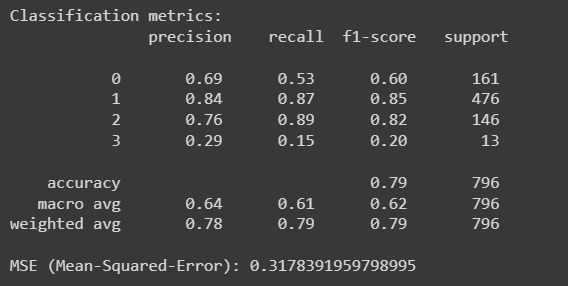 Classification metrics:
precision recall f1-score support
0 0.69 0.53 0.60 161
1 0.84 0.87 0.85 476
2 0.76 0.89 0.82 146
3 0.29 0.15 0.20 13
accuracy 0.79 796
macro avg 0.64 0.61 0.62 796
weighted avg 0.78 0.79 0.79 796
MSE (Mean-Squared-Error): 0.3178391959798995